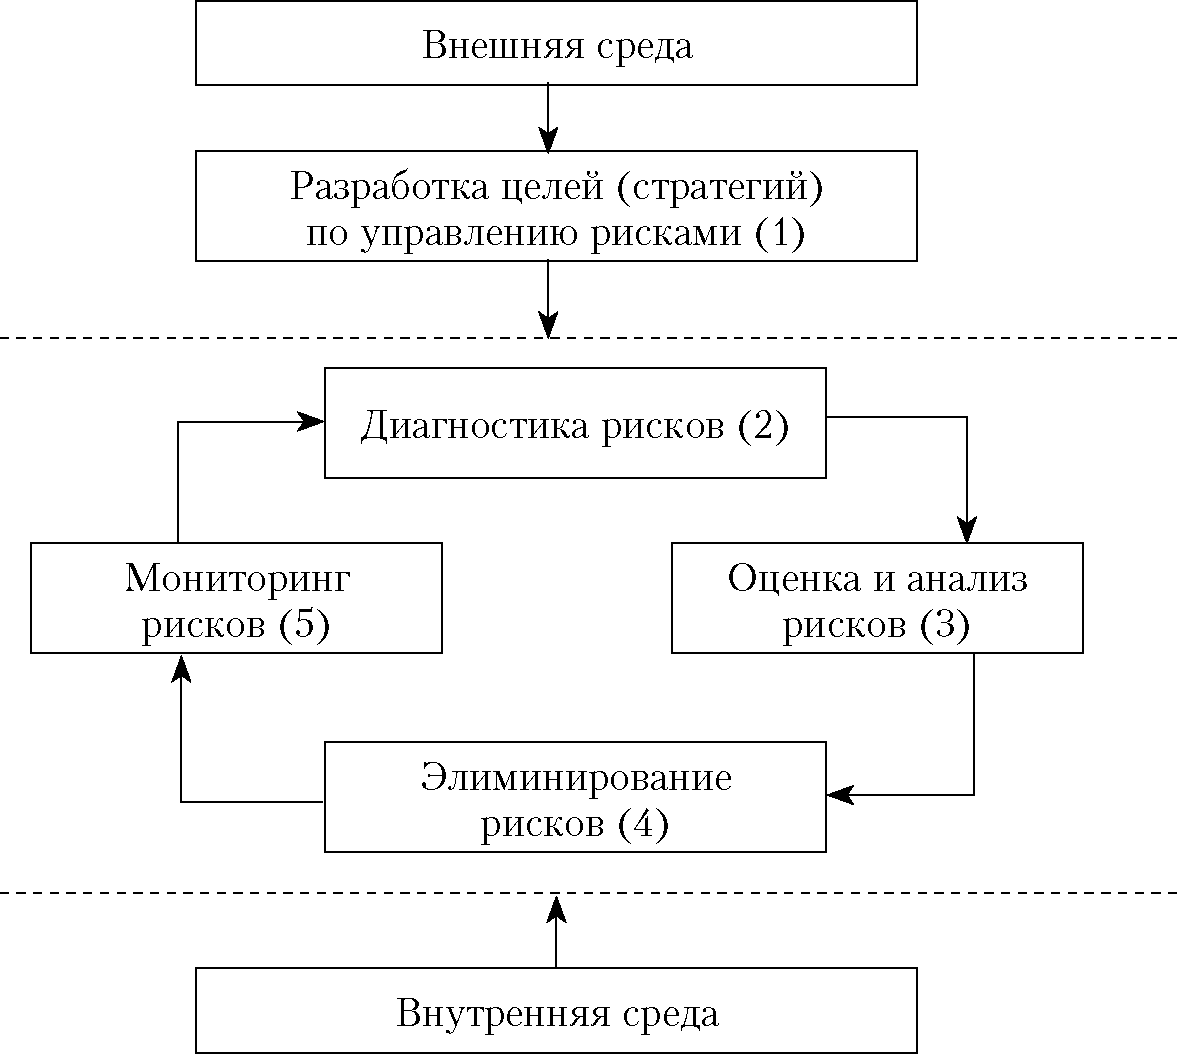 Внешняя среда
Разработка целей (стратегий)
по управлению рисками (1)
Диагностика рисков (2)
Мониторинг
рисков (5)
Оценка и анализ
рисков (3)
Элиминирование
рисков (4)
Внутренняя среда